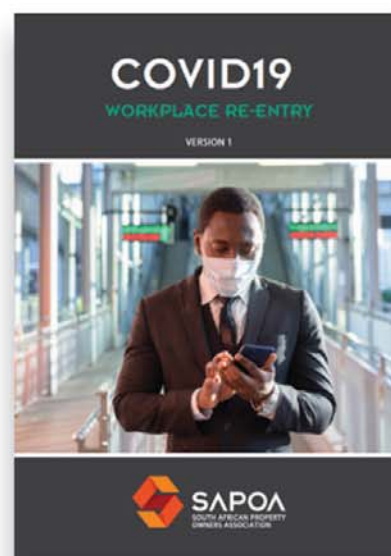 COVID19
WORKPLACE RE-ENTRY
VERSION 1
SAPOA
SOUTH AFRICAN PROPERTY
OWNERS ASSOCIATION